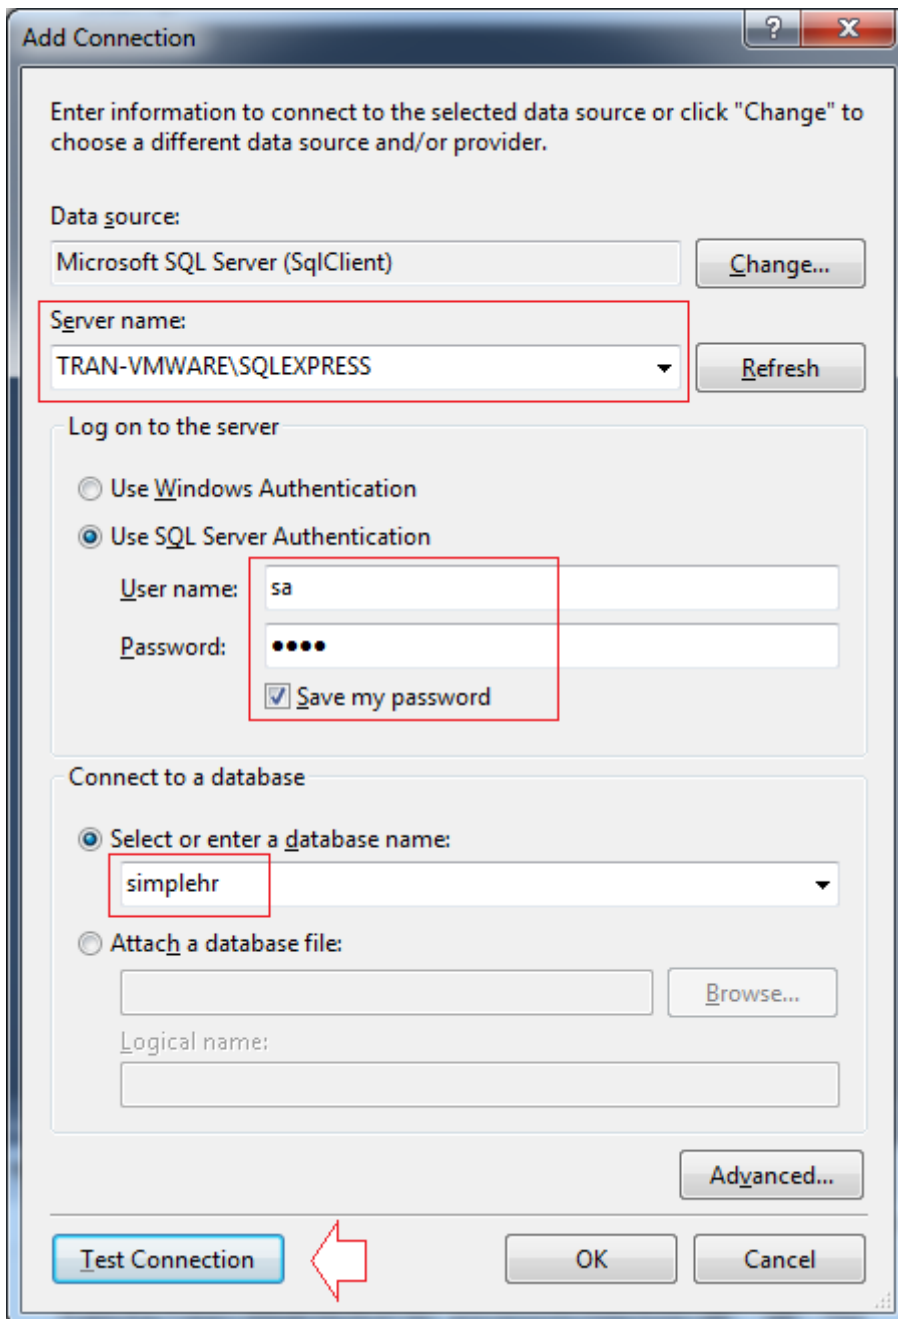 Add Connection
?
Enter information to connect to the selected data source or click "Change" to
choose a different data source and/or provider.
Data source:
Microsoft SQL Server (SqlClient)
Change...
Server name:
TRAN-VMWARE\SQLEXPRESS
Refresh
Log on to the server
Use Windows Authentication
Use SQL Server Authentication
User name:
sa
Password:
••••
Save my password
Connect to a database
Select or enter a database name:
simplehr
Attach a database file:
Browse...
Logical name:
Advanced...
Test Connection
OK
Cancel